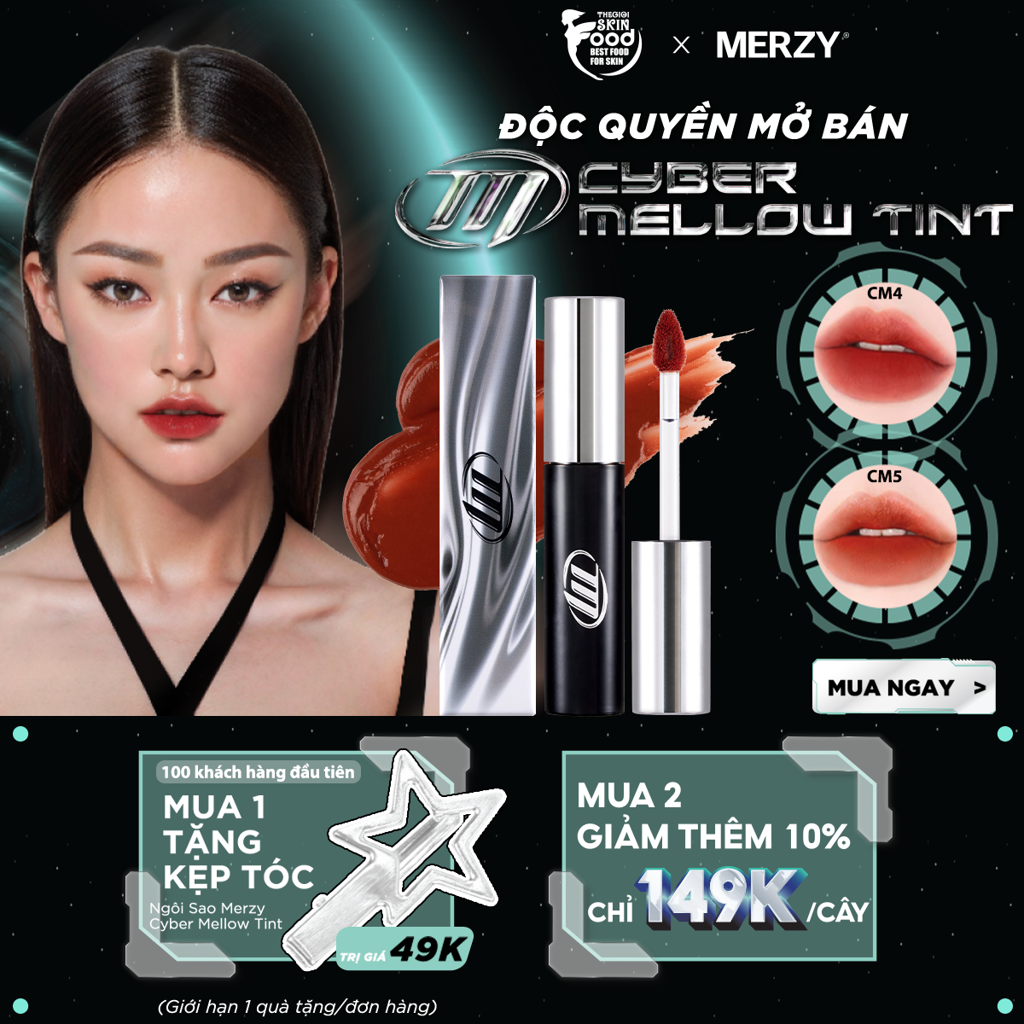 THEGIOI
SKIN
Food
BEST FOOD
FOR SKIN
× MERZY®
ĐỘC QUYỀN MỞ BÁN
CYBER
MELLOW TINT
CM4
CM5
MUA NGAY >
100 khách hàng đầu tiên
MUA 1
TẶNG
KẸP TÓC
Ngôi Sao Merzy
Cyber Mellow Tint
TRỊ GIÁ 49K
(Giới hạn 1 quà tặng/đơn hàng)
MUA 2
GIẢM THÊM 10%
CHỈ 149K /CÂY